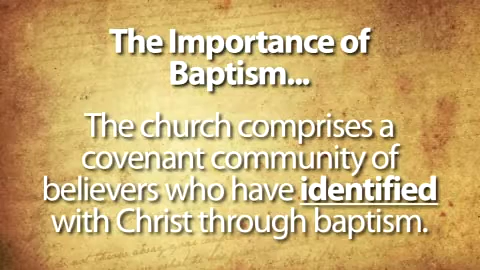 The Importance of
Baptism...
The church comprises a
covenant community of
believers who have identified
with Christ through baptism.